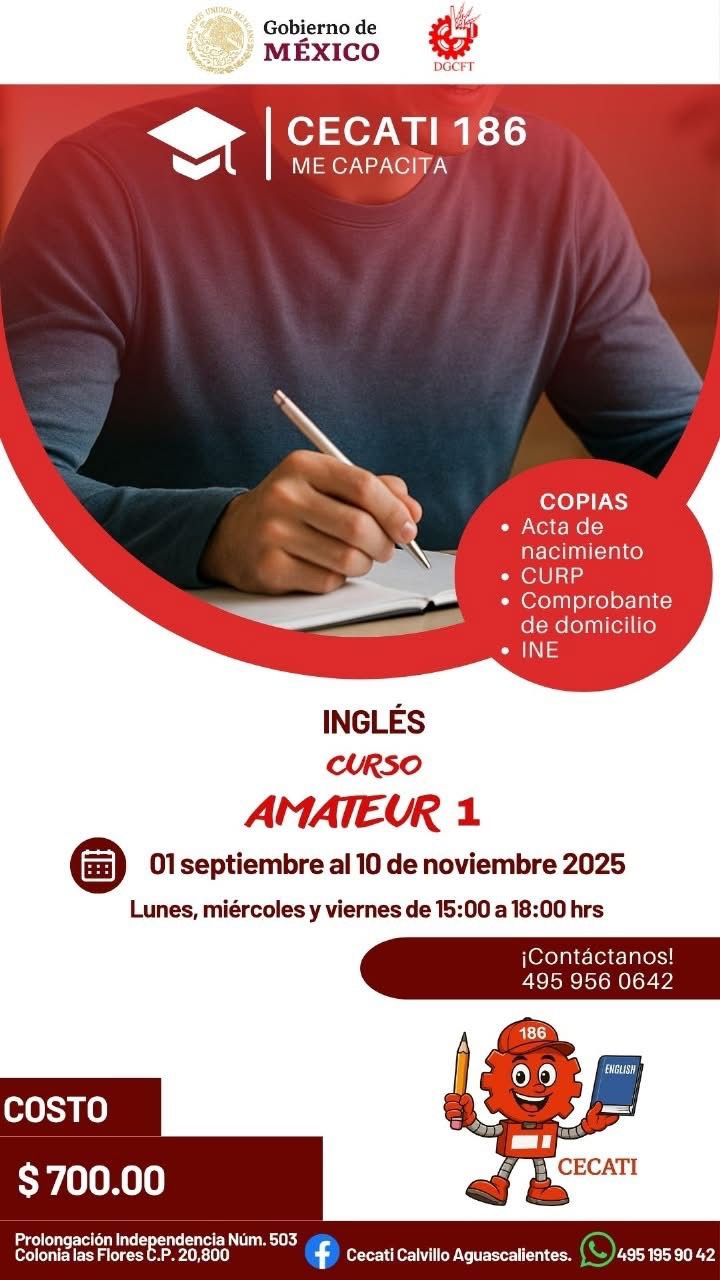 ESTADOS UNIDOS MEXICANOS
Gobierno de
MÉXICO
DGCFT
CECATI 186
ME CAPACITA
COPIAS
• Acta de
nacimiento
• CURP
• Comprobante
de domicilio
• INE
INGLÉS
CURSO
AMATEUR 1
01 septiembre al 10 de noviembre 2025
Lunes, miércoles y viernes de 15:00 a 18:00 hrs
¡Contáctanos!
495 956 0642
186
ENGLISH
CECATI
COSTO
$ 700.00
Prolongación Independencia Núm. 503
Colonia las Flores C.P. 20,800
Cecati Calvillo Aguascalientes.
495 195 90 42